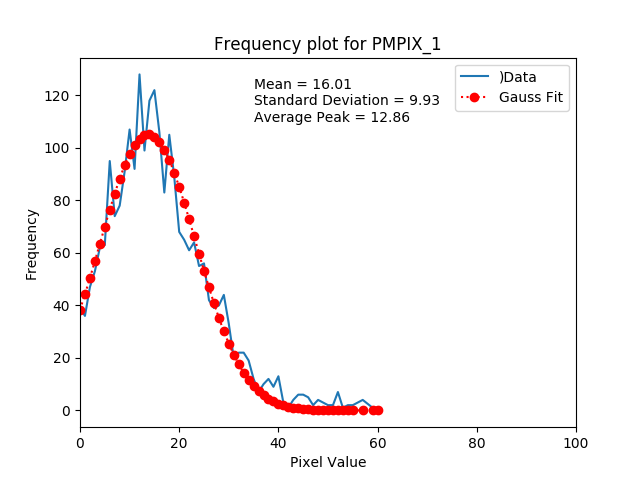 Frequency plot for PMPIX_1
Mean = 16.01
Standard Deviation = 9.93
Average Peak = 12.86
)Data
Gauss Fit
Frequency
120
100
80
60
40
20
0
0 20 40 60 80 100
Pixel Value